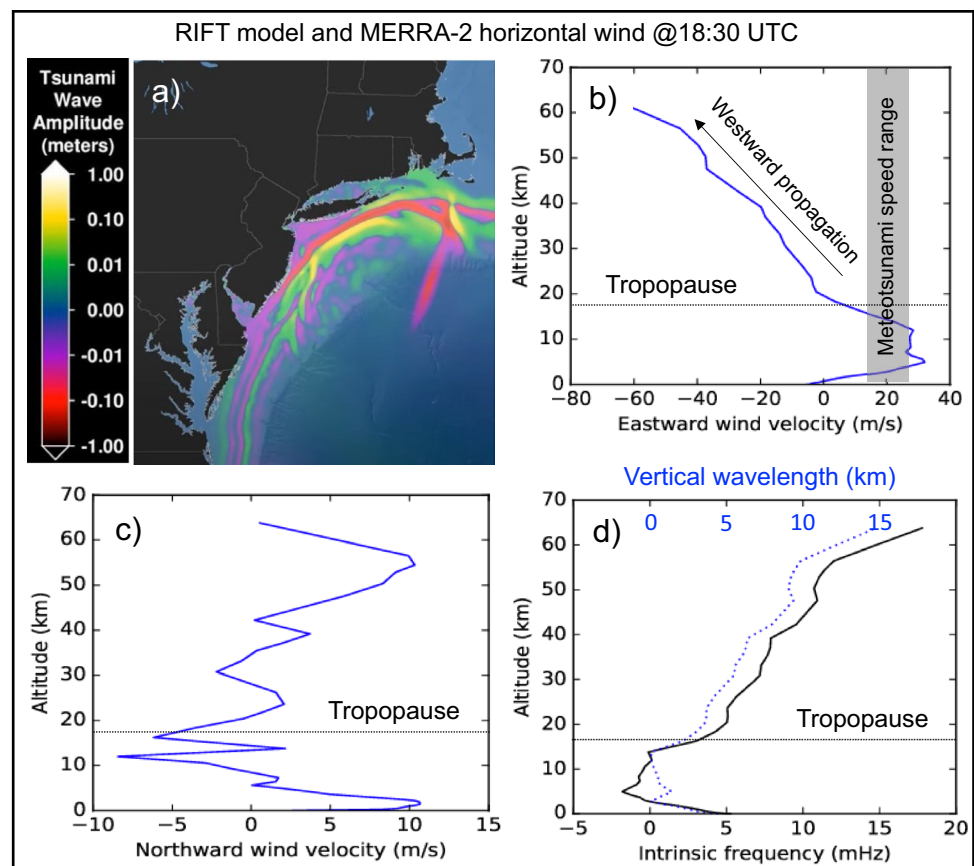 RIFT model and MERRA-2 horizontal wind @18:30 UTC
Tsunami
Wave
Amplitude
(meters)
1.00
0.10
0.01
0.00
-0.01
-0.10
-1.00
a)
b)
70
60
50
40
30
20
10
0
Altitude (km)
Westward propagation
Meteotsunami speed range
Tropopause
−80 −60 −40 −20 0 20 40
Eastward wind velocity (m/s)
c)
70
60
50
40
30
20
10
0
Altitude (km)
Tropopause
−10 −5 0 5 10 15
Northward wind velocity (m/s)
Vertical wavelength (km)
0 5 10 15
d)
70
60
50
40
30
20
10
0
Altitude (km)
Tropopause
−5 0 5 10 15 20
Intrinsic frequency (mHz)